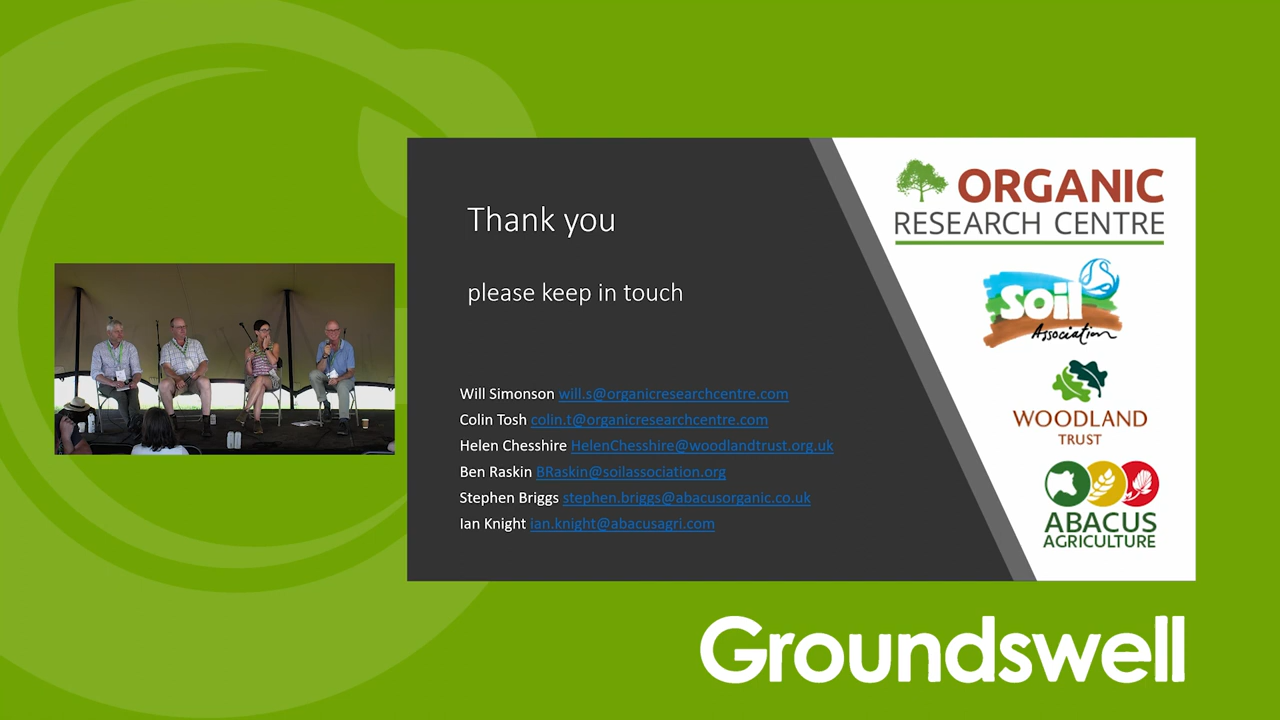 Thank you
please keep in touch
Will Simonson will.s@organicresearchcentre.com
Colin Tosh colin.t@organicresearchcentre.com
Helen Chesshire HelenChesshire@woodlandtrust.org.uk
Ben Raskin BRaskin@soilassociation.org
Stephen Briggs stephen.briggs@abacusorganic.co.uk
Ian Knight ian.knight@abacusagri.com
ORGANIC
RESEARCH CENTRE
soil
Association
WOODLAND
TRUST
ABACUS
AGRICULTURE
Groundswell